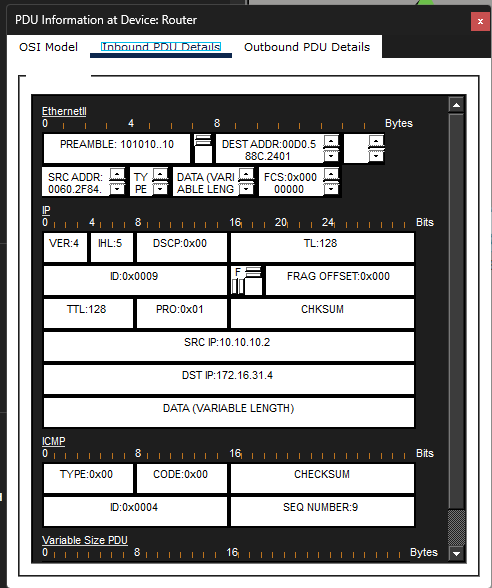 PDU Information at Device: Router
x
OSI Model Inbound PDU Details Outbound PDU Details
EthernetII
0 4 8 Bytes
PREAMBLE: 101010..10 DEST ADDR:00D0.5
88C.2401
SRC ADDR:
0060.2F84. TY
PE DATA (VARI
ABLE LENG FCS:0x000
00000
IP
0 4 8 16 20 24 Bits
VER:4 IHL:5 DSCP:0x00 TL:128
ID:0x0009 F FRAG OFFSET:0x000
TTL:128 PRO:0x01 CHKSUM
SRC IP:10.10.10.2
DST IP:172.16.31.4
DATA (VARIABLE LENGTH)
ICMP
0 8 16 Bits
TYPE:0x00 CODE:0x00 CHECKSUM
ID:0x0004 SEQ NUMBER:9
Variable Size PDU
0 8 16 Bytes